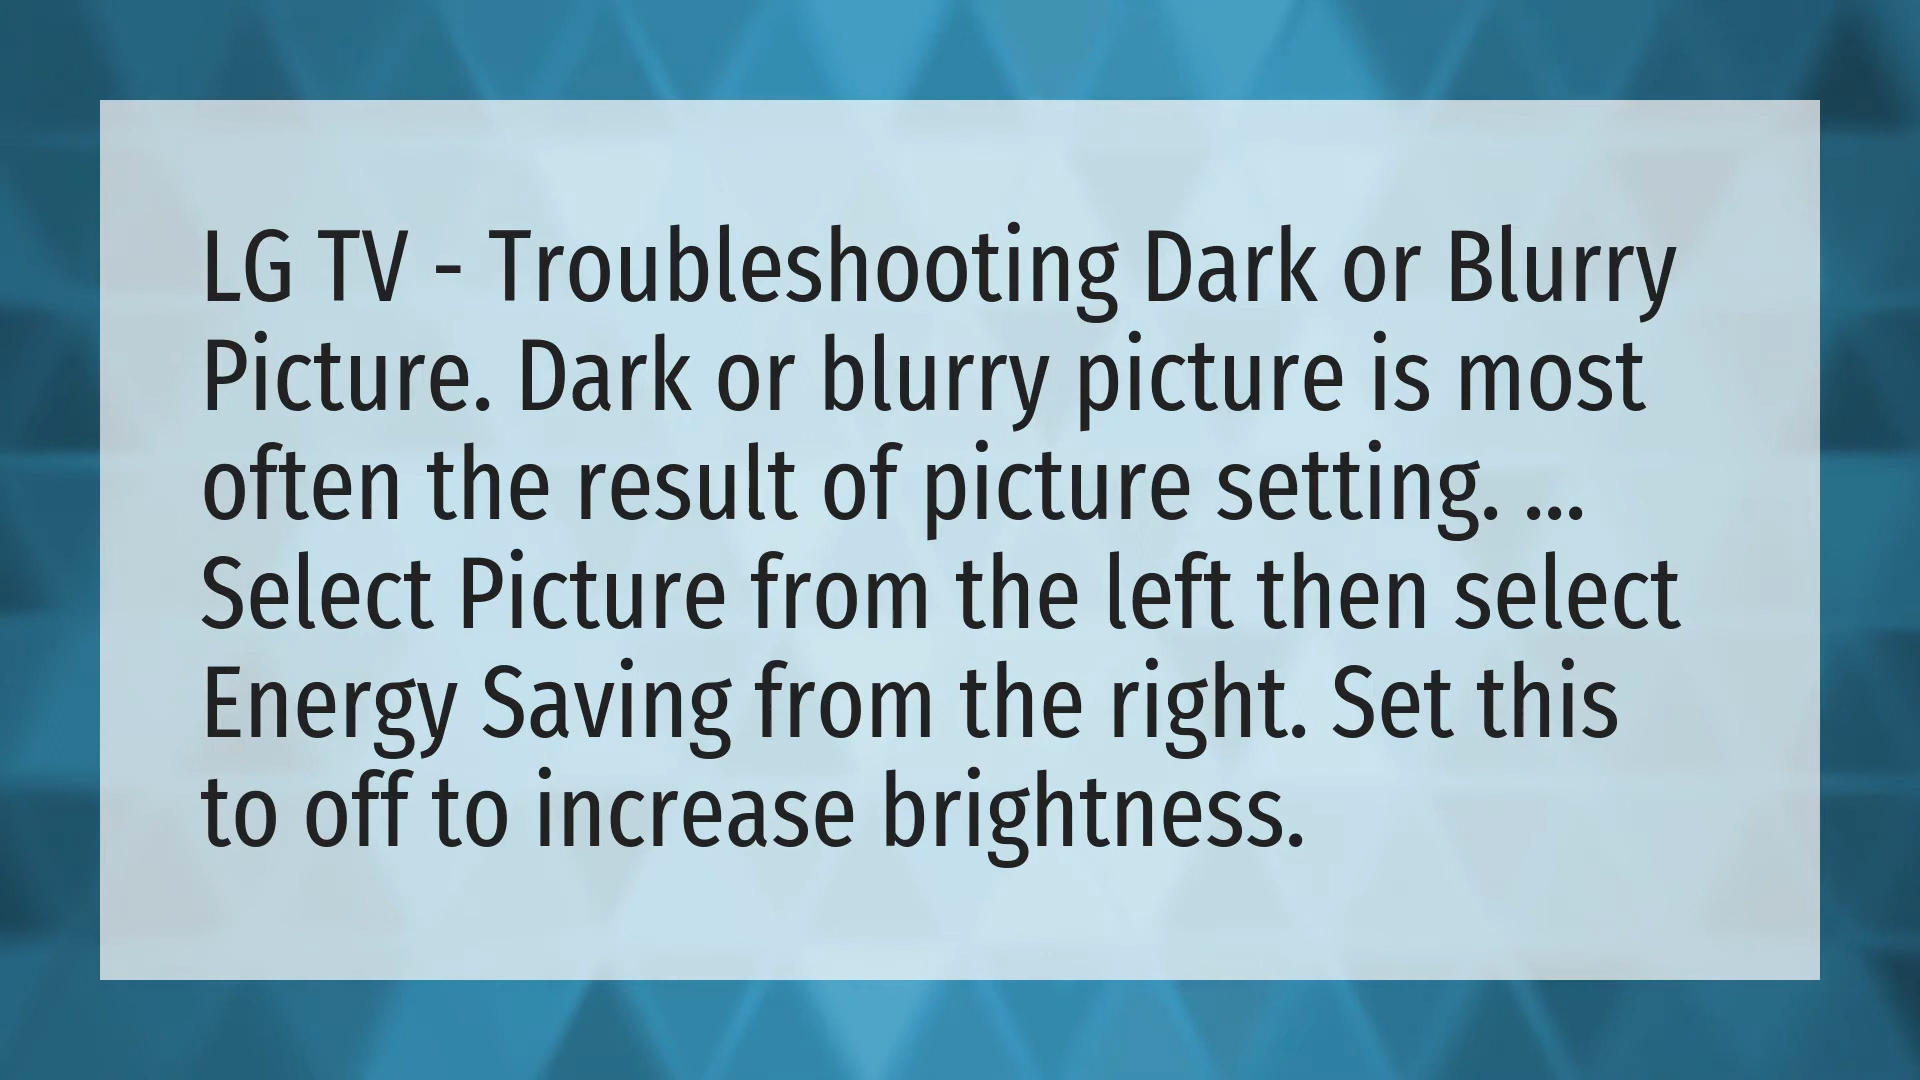 LG TV - Troubleshooting Dark or Blurry
Picture. Dark or blurry picture is most
often the result of picture setting. ...
Select Picture from the left then select
Energy Saving from the right. Set this
to off to increase brightness.